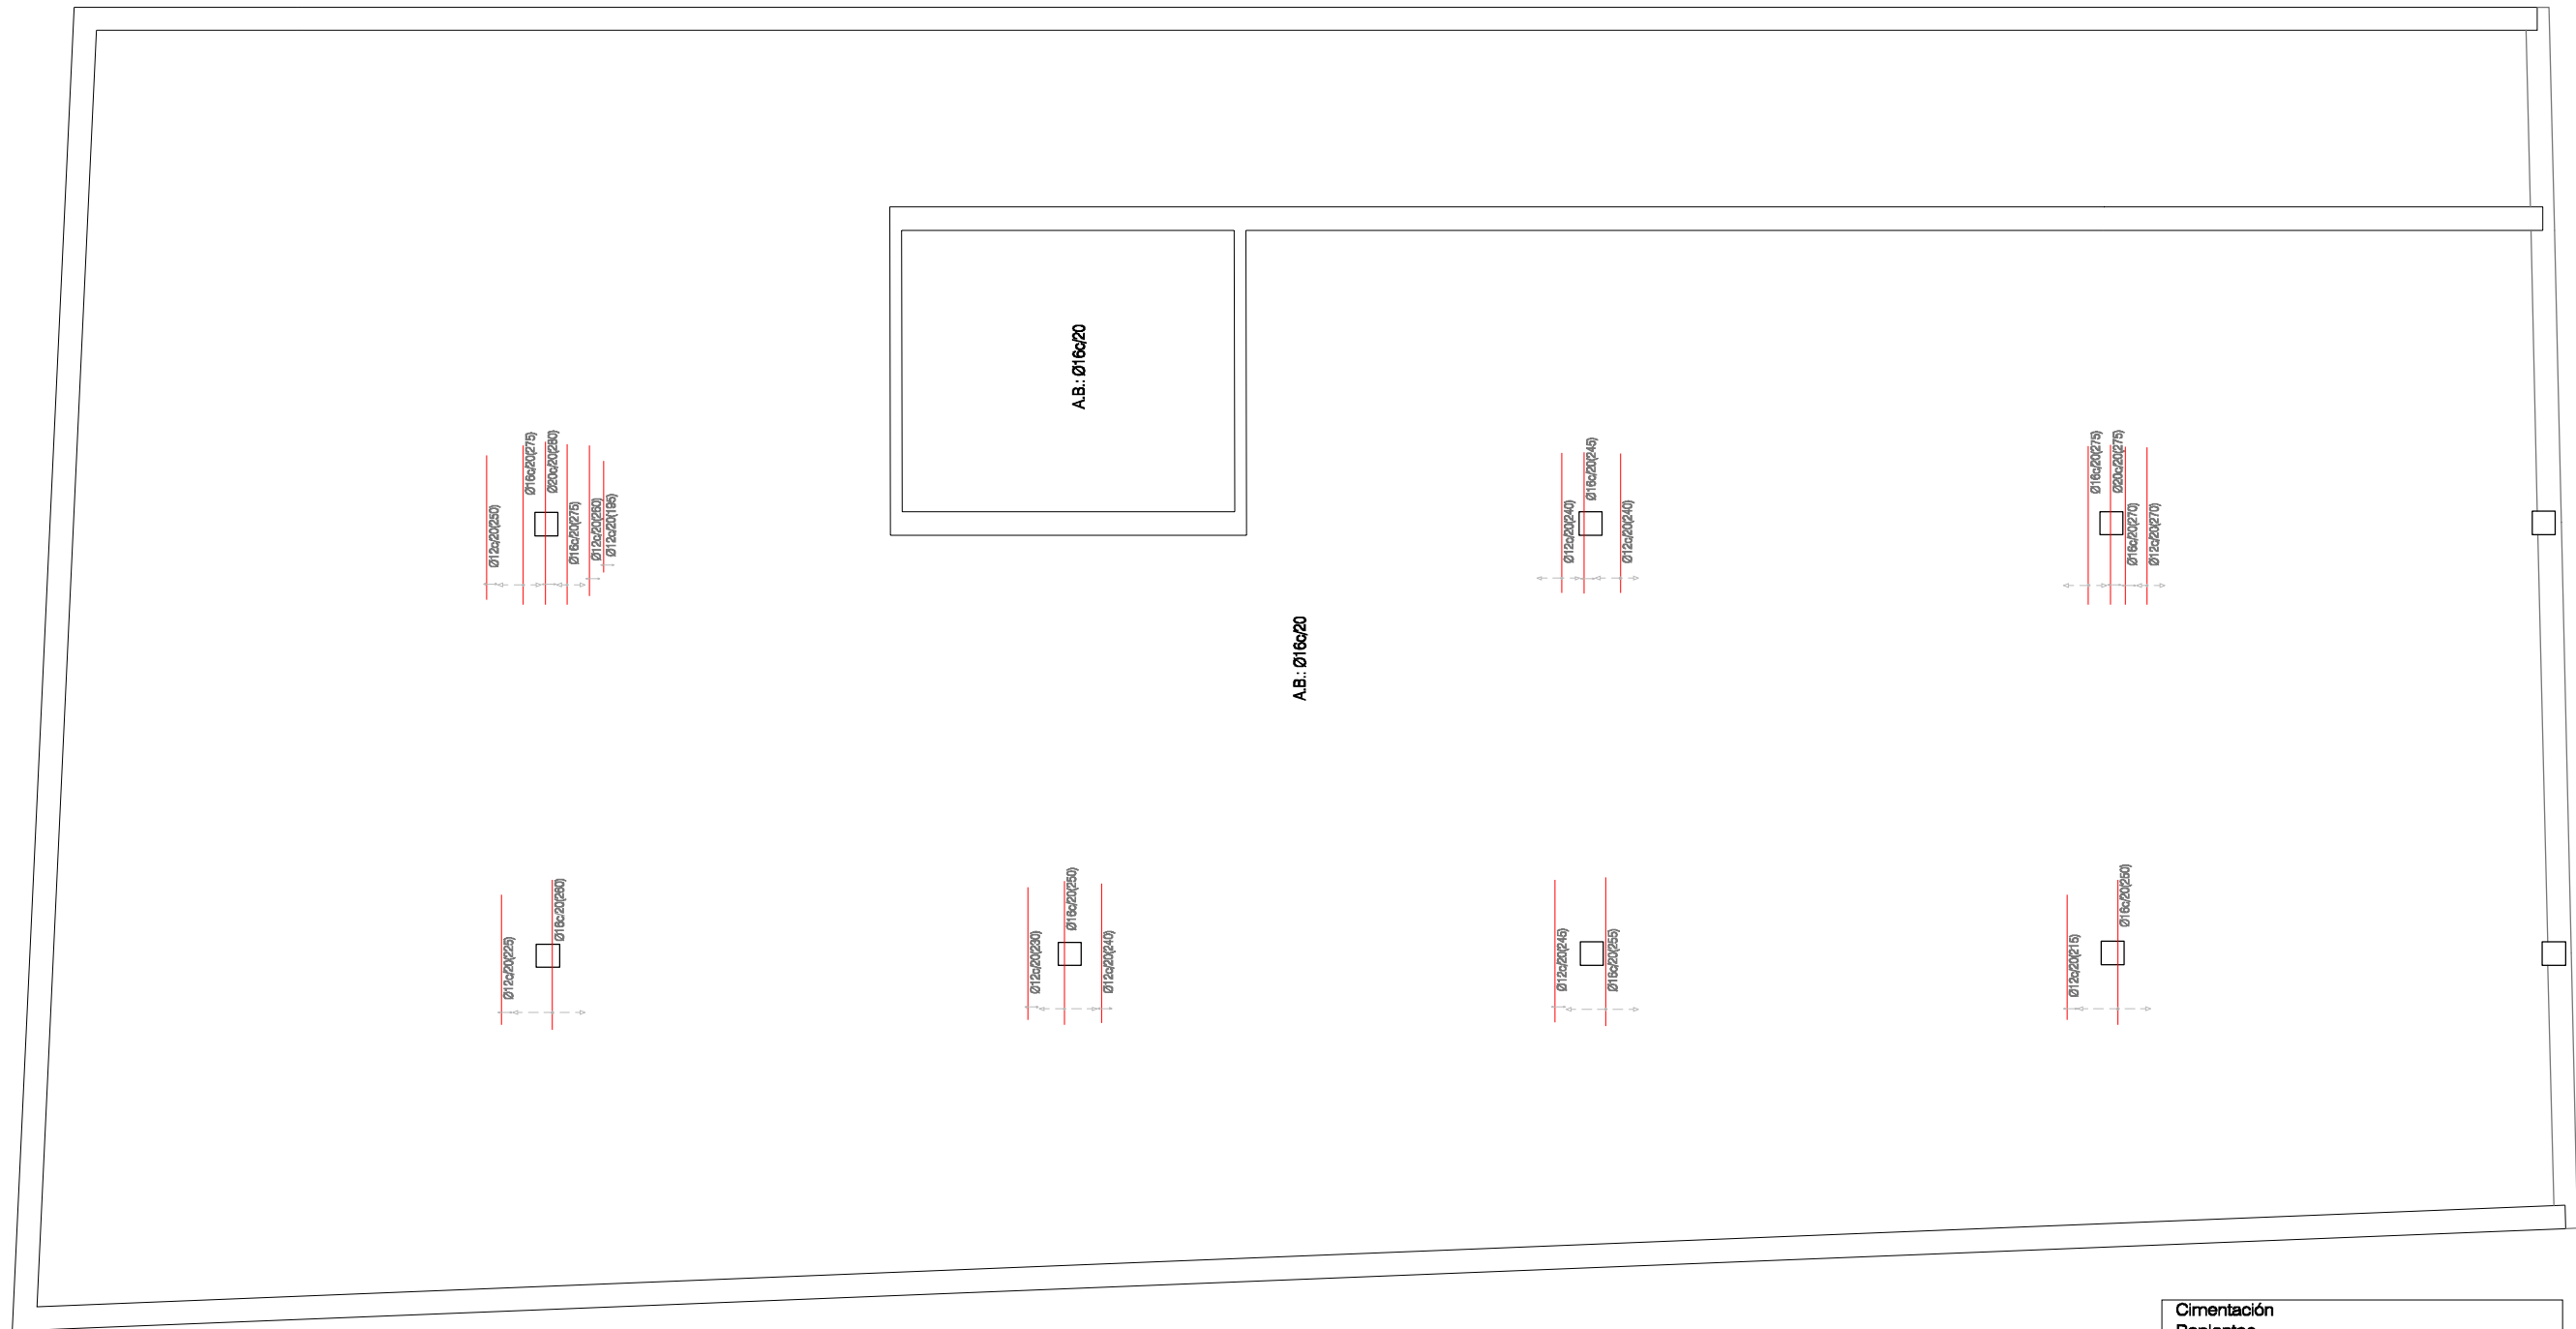 A.B.: Ø16c/20
Ø12c/20(250)
Ø16c/20(275)
Ø20c/20(280)
Ø16c/20(275)
Ø12c/20(260)
Ø12c/20(195)
Ø12c/20(240)
Ø16c/20(245)
Ø12c/20(240)
Ø16c/20(275)
Ø20c/20(275)
Ø16c/20(270)
Ø12c/20(270)
A.B.: Ø16c/20
Ø12c/20(225)
Ø16c/20(260)
Ø12c/20(230)
Ø16c/20(250)
Ø12c/20(240)
Ø12c/20(245)
Ø16c/20(255)
Ø12c/20(215)
Ø16c/20(250)
Cimentación